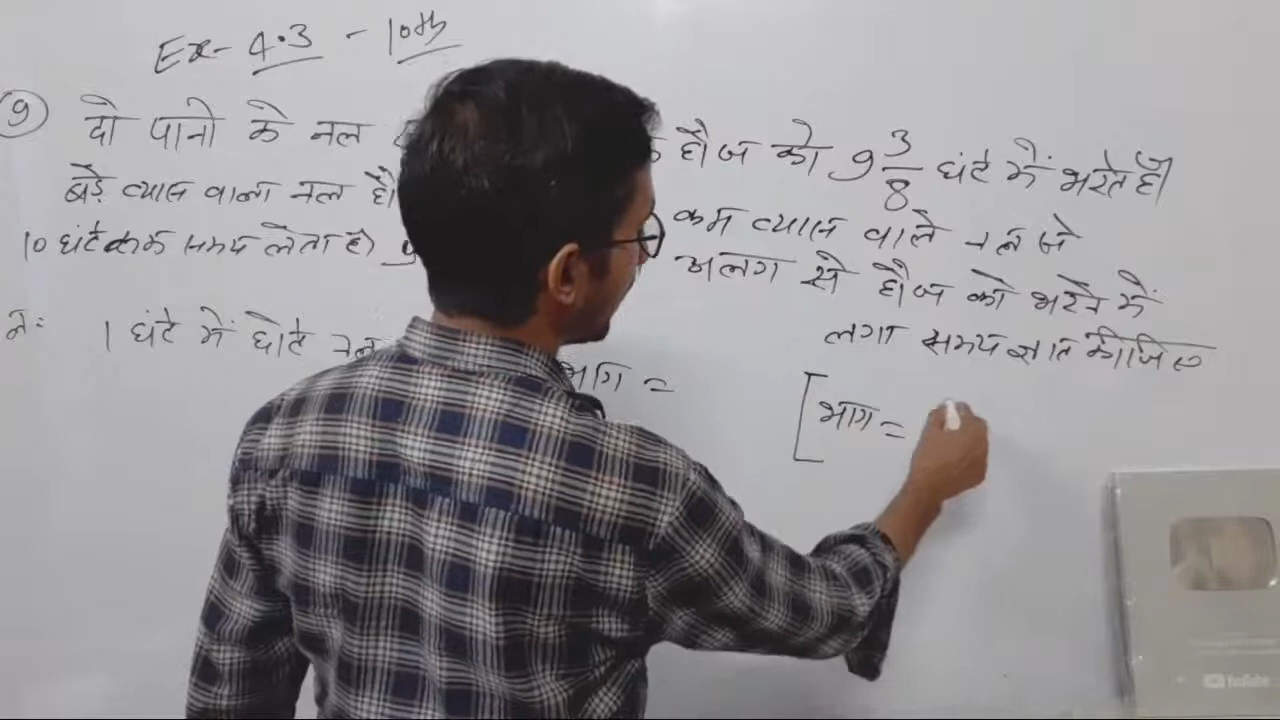 Ex- 4.3 - 10th
9 दो पानी के नल हौज को 9 3/8 घंटे में भरते है।
बड़े व्यास वाला नल हौ कम व्यास वाले नल से
10 घंटे कम समय लेता है। अलग से हौज को भरने में
लगा समय ज्ञात कीजिए
1 घंटे में छोटे नल भाग =
[भाग =
YouTube